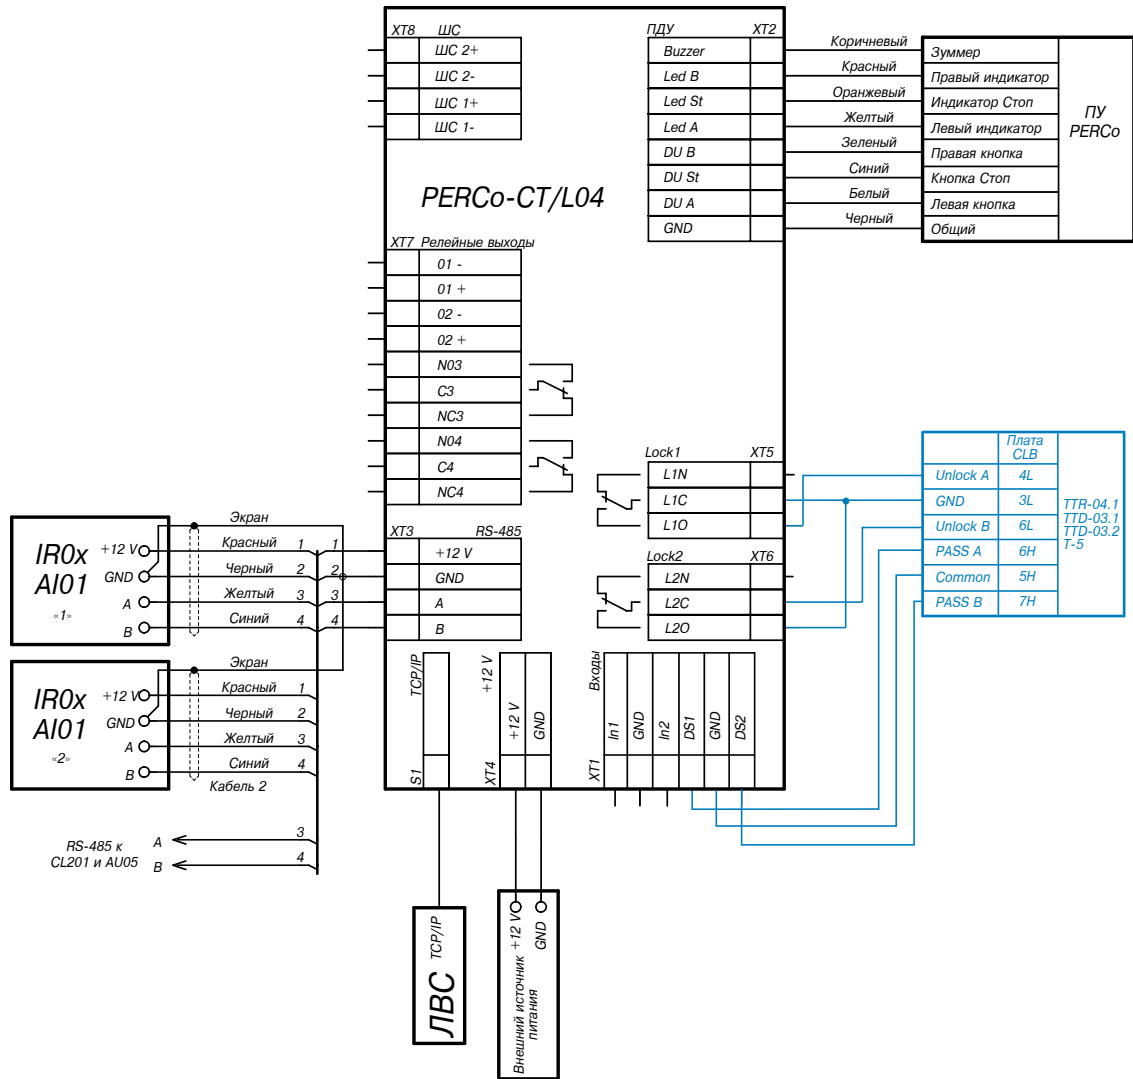 XT8 ШС
ШС 2+
ШС 2-
ШС 1+
ШС 1-
ПДУ XT2
Buzzer
Led B
Led St
Led A
DU B
DU St
DU A
GND
Коричневый
Красный
Оранжевый
Желтый
Зеленый
Синий
Белый
Черный
Зуммер
Правый индикатор
Индикатор Стоп
Левый индикатор
Правая кнопка
Кнопка Стоп
Левая кнопка
Общий
ПУ
PERCo
PERCo-CT/L04
XT7 Релейные выходы
01 -
01 +
02 -
02 +
N03
C3
NC3
N04
C4
NC4
Lock1 XT5
L1N
L1C
L1O
Lock2 XT6
L2N
L2C
L2O
Плата
CLB
Unlock A 4L
GND 3L
Unlock B 6L
PASS A 6H
Common 5H
PASS B 7H
TTR-04.1
TTD-03.1
TTD-03.2
T-5
XT3 RS-485
+12 V
GND
A
B
IR0x
AI01
«1»
+12 V
GND
A
B
Экран
Красный 1 1
Черный 2 2
Желтый 3 3
Синий 4 4
IR0x
AI01
«2»
+12 V
GND
A
B
Экран
Красный 1
Черный 2
Желтый 3
Синий 4
Кабель 2
RS-485 к
CL201 и AU05
A 3
B 4
S1 TCP/IP
XT4 +12 V
+12 V
GND
XT1 Входы
In1
GND
In2
DS1
GND
DS2
ЛВС TCP/IP
Внешний источник
питания
+12 V
GND